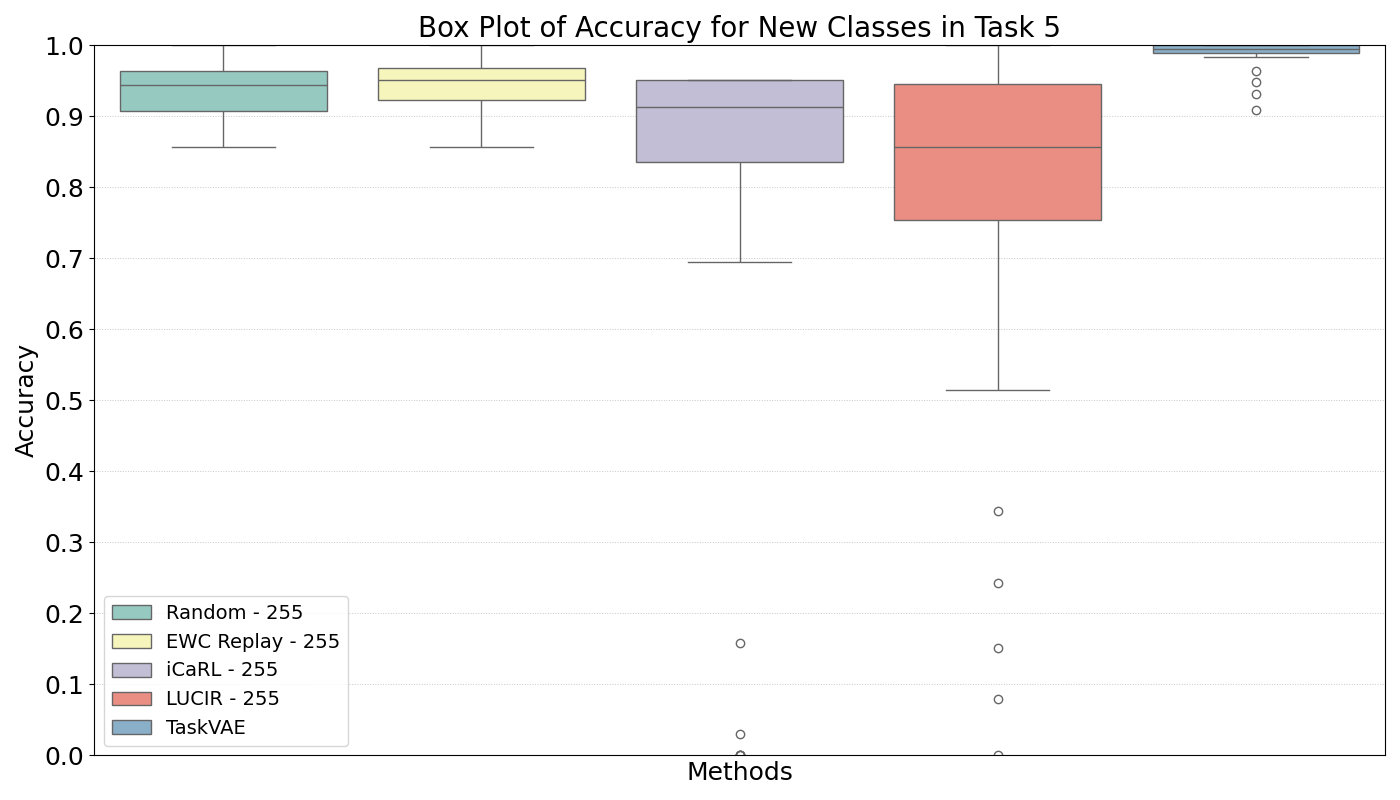 Box Plot of Accuracy for New Classes in Task 5
1.0
0.9
0.8
0.7
0.6
0.5
0.4
0.3
0.2
0.1
0.0
Accuracy
Random - 255
EWC Replay - 255
iCaRL - 255
LUCIR - 255
TaskVAE
Methods